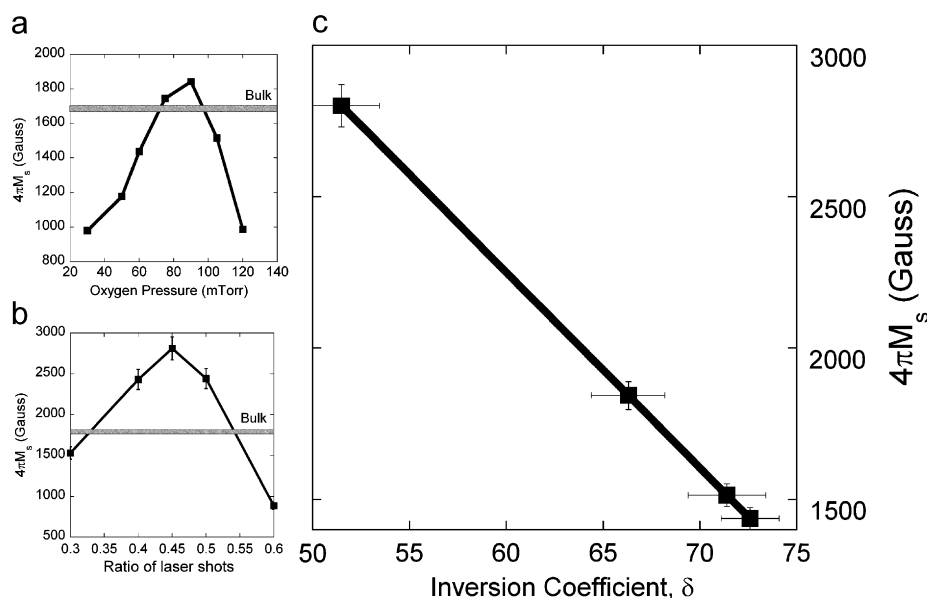 a
2000
1800
1600
1400
1200
1000
800
4πMs (Gauss)
Bulk
20 40 60 80 100 120 140
Oxygen Pressure (mTorr)
b
3000
2500
2000
1500
1000
500
4πMs (Gauss)
Bulk
0.3 0.35 0.4 0.45 0.5 0.55 0.6
Ratio of laser shots
c
3000
2500
2000
1500
4πMs (Gauss)
50 55 60 65 70 75
Inversion Coefficient, δ